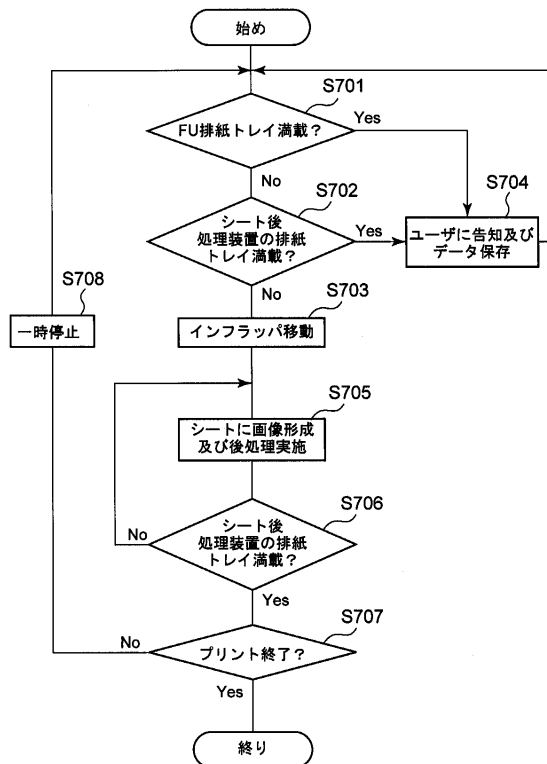 始め
S701
FU排紙トレイ満載？
Yes
No
S702
シート後
処理装置の排紙
トレイ満載？
Yes
No
S704
ユーザに告知及び
データ保存
S708
一時停止
S703
インフラッパ移動
S705
シートに画像形成
及び後処理実施
S706
シート後
処理装置の排紙
トレイ満載？
No
Yes
S707
プリント終了？
No
Yes
終り